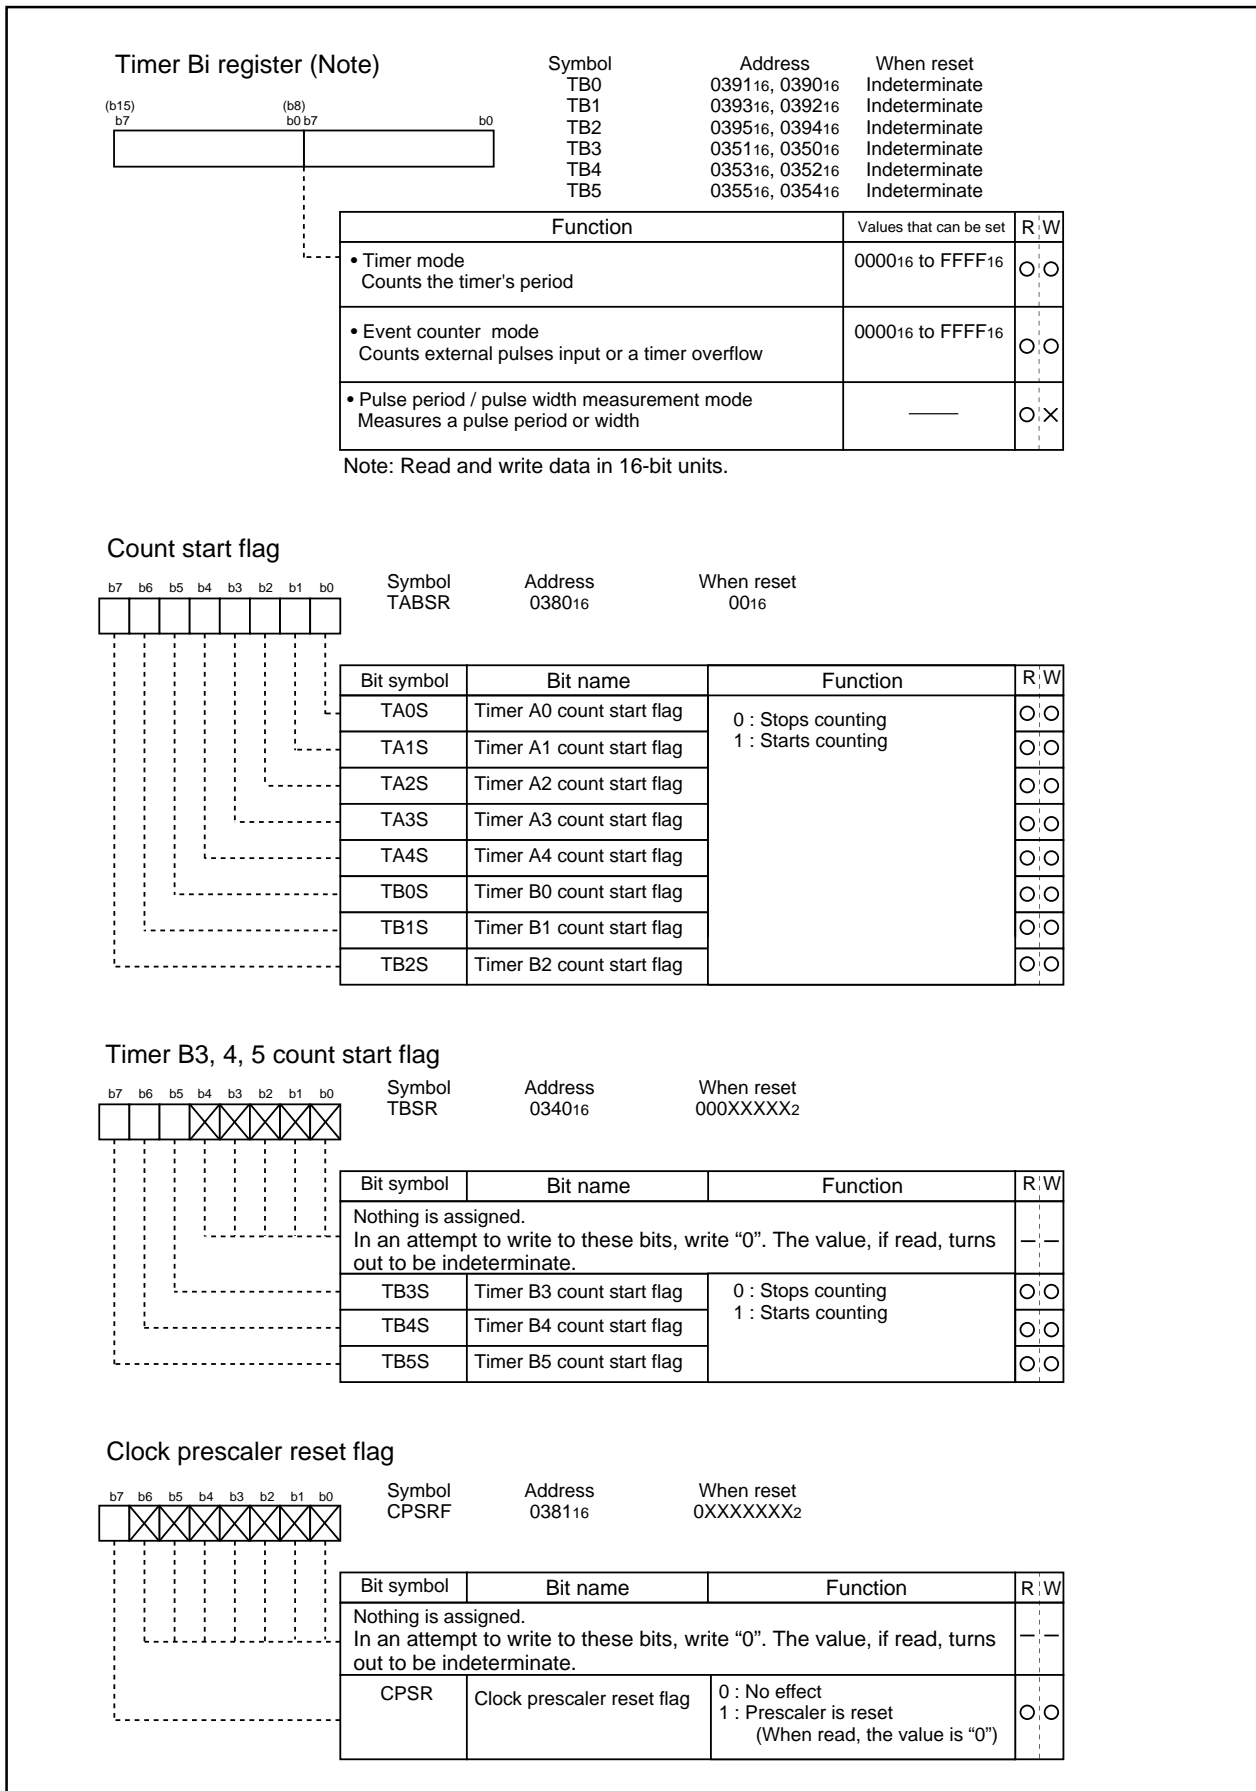 Timer Bi register (Note)
Symbol Address When reset
TB0 039116, 039016 Indeterminate
TB1 039316, 039216 Indeterminate
TB2 039516, 039416 Indeterminate
TB3 035116, 035016 Indeterminate
TB4 035316, 035216 Indeterminate
TB5 035516, 035416 Indeterminate
(b15) (b8)
b7 b0 b7 b0
Function Values that can be set R W
• Timer mode 000016 to FFFF16
Counts the timer's period
• Event counter mode 000016 to FFFF16
Counts external pulses input or a timer overflow
• Pulse period / pulse width measurement mode
Measures a pulse period or width
Note: Read and write data in 16-bit units.
Count start flag
b7 b6 b5 b4 b3 b2 b1 b0
Symbol Address When reset
TABSR 038016 0016
Bit symbol Bit name Function R W
TA0S Timer A0 count start flag 0 : Stops counting
1 : Starts counting
TA1S Timer A1 count start flag
TA2S Timer A2 count start flag
TA3S Timer A3 count start flag
TA4S Timer A4 count start flag
TB0S Timer B0 count start flag
TB1S Timer B1 count start flag
TB2S Timer B2 count start flag
Timer B3, 4, 5 count start flag
b7 b6 b5 b4 b3 b2 b1 b0
Symbol Address When reset
TBSR 034016 000XXXXX2
Bit symbol Bit name Function R W
Nothing is assigned.
In an attempt to write to these bits, write “0”. The value, if read, turns
out to be indeterminate.
TB3S Timer B3 count start flag 0 : Stops counting
1 : Starts counting
TB4S Timer B4 count start flag
TB5S Timer B5 count start flag
Clock prescaler reset flag
b7 b6 b5 b4 b3 b2 b1 b0
Symbol Address When reset
CPSRF 038116 0XXXXXXX2
Bit symbol Bit name Function R W
Nothing is assigned.
In an attempt to write to these bits, write “0”. The value, if read, turns
out to be indeterminate.
CPSR Clock prescaler reset flag 0 : No effect
1 : Prescaler is reset
(When read, the value is “0”)